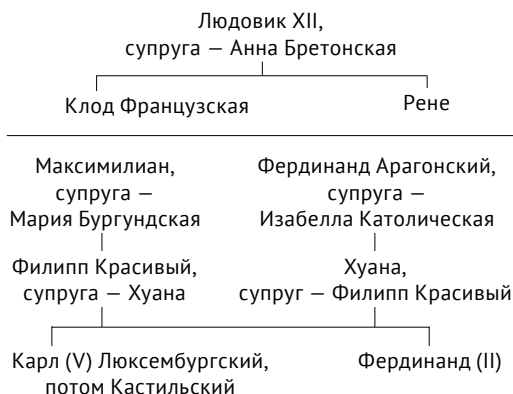 Людовик XII,
супруга — Анна Бретонская
Клод Французская
Рене
Максимилиан,
супруга —
Мария Бургундская
Фердинанд Арагонский,
супруга —
Изабелла Католическая
Филипп Красивый,
супруга — Хуана
Хуана,
супруг — Филипп Красивый
Карл (V) Люксембургский,
потом Кастильский
Фердинанд (II)